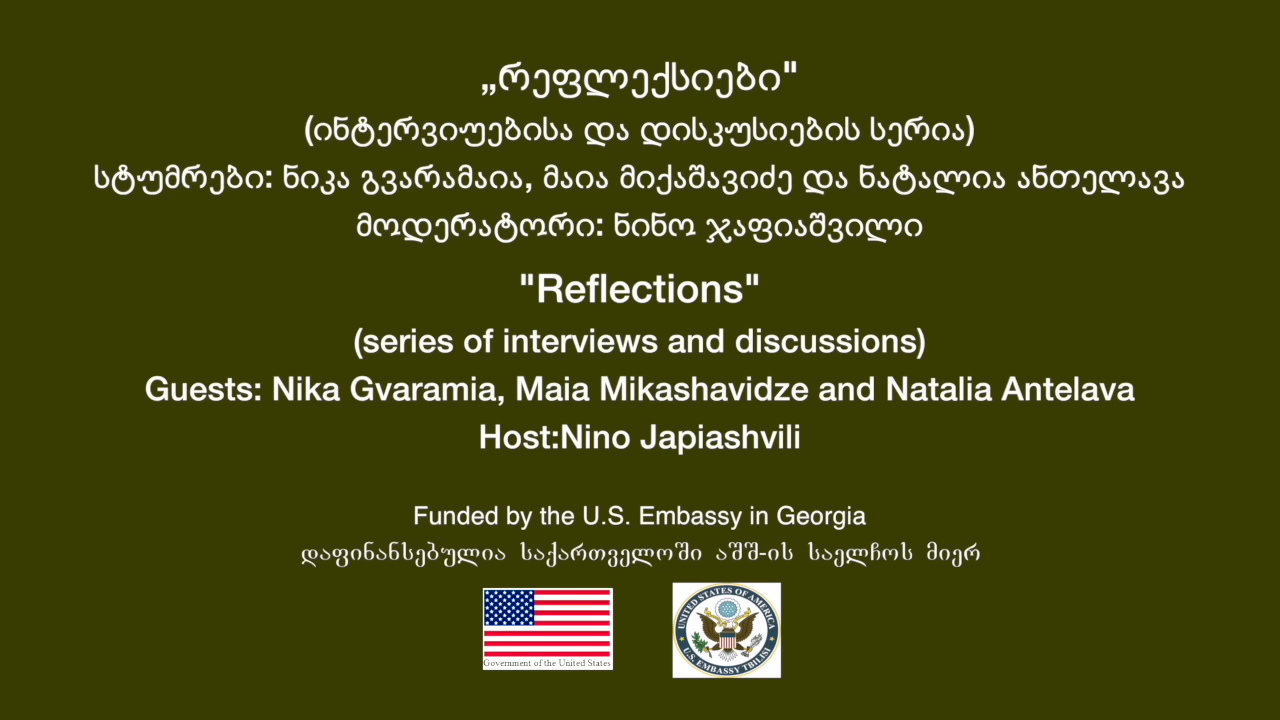 „რეფლექსიები"
(ინტერვიუებისა და დისკუსიების სერია)
სტუმრები: ნიკა გვარამაია, მაია მიქაშავიძე და ნატალია ანთელავა
მოდერატორი: ნინო ჯაფიაშვილი
"Reflections"
(series of interviews and discussions)
Guests: Nika Gvaramia, Maia Mikashavidze and Natalia Antelava
Host:Nino Japiashvili
Funded by the U.S. Embassy in Georgia
დაფინანსებულია საქართველოში აშშ-ის საელჩოს მიერ
Government of the United States
UNITED STATES OF AMERICA
U.S. EMBASSY TBILISI